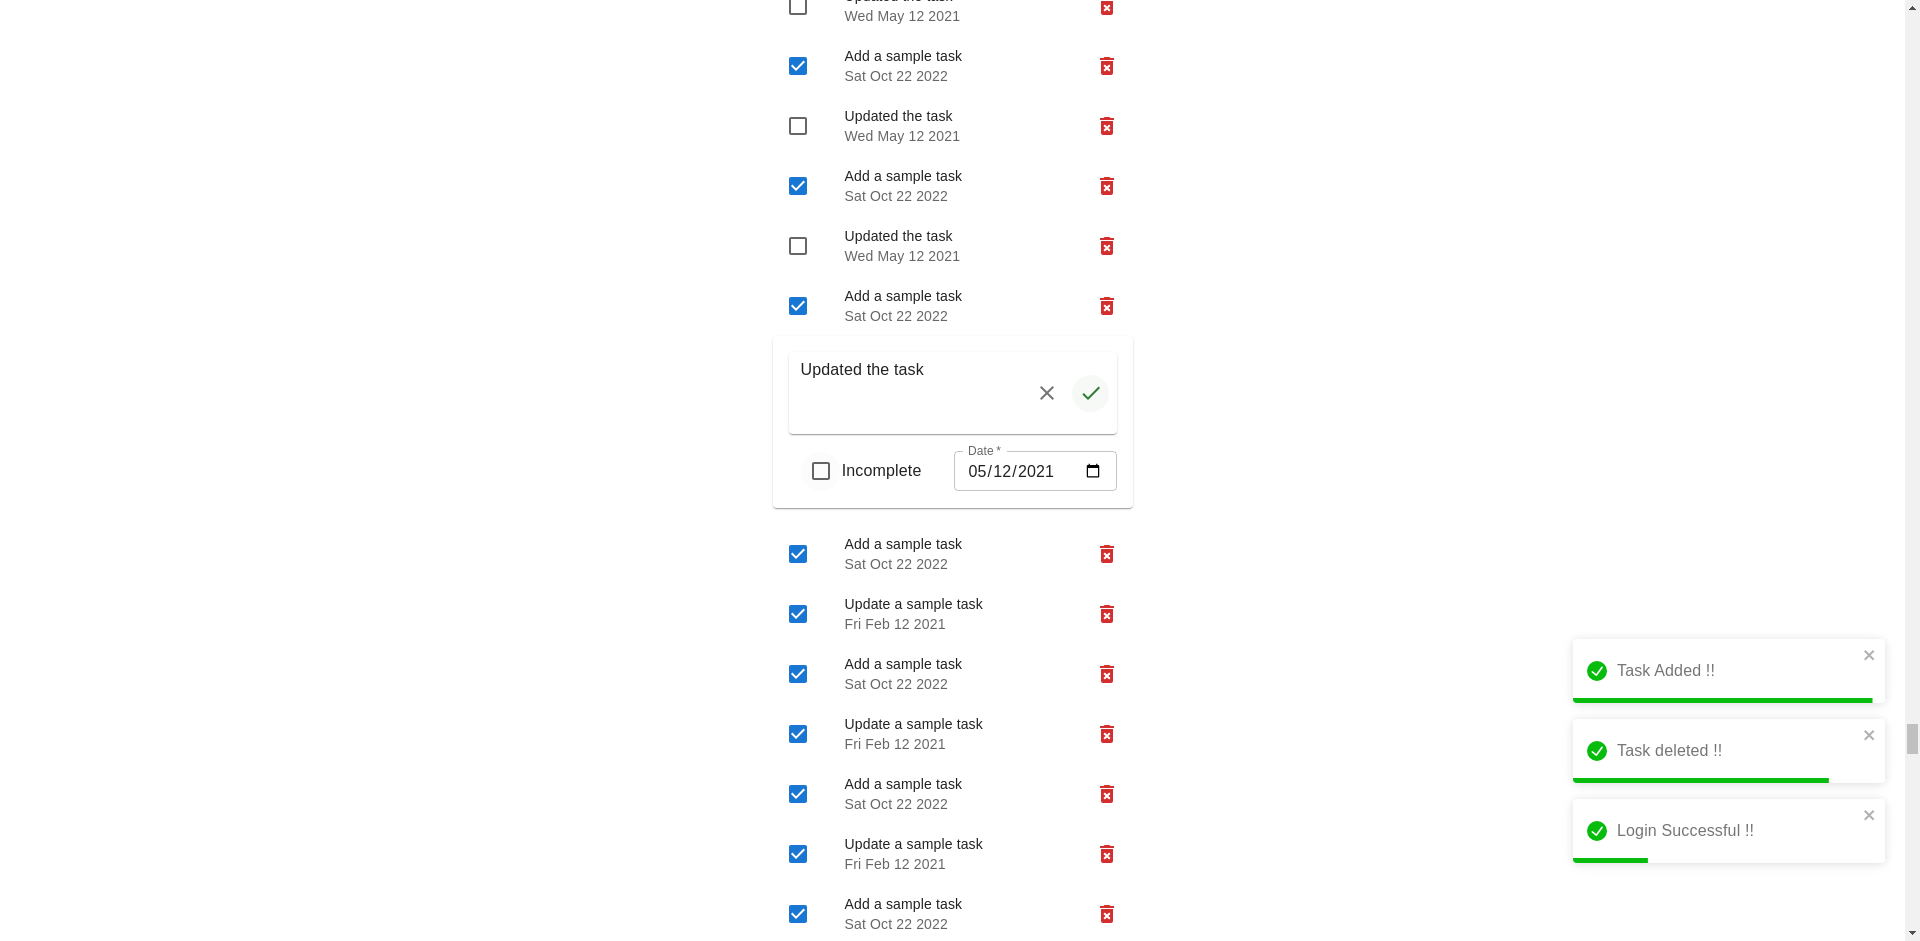 Updated the task
Wed May 12 2021
Add a sample task
Sat Oct 22 2022
Updated the task
Wed May 12 2021
Add a sample task
Sat Oct 22 2022
Updated the task
Wed May 12 2021
Add a sample task
Sat Oct 22 2022
Updated the task
Incomplete
Date *
05/12/2021
Add a sample task
Sat Oct 22 2022
Update a sample task
Fri Feb 12 2021
Add a sample task
Sat Oct 22 2022
Update a sample task
Fri Feb 12 2021
Add a sample task
Sat Oct 22 2022
Update a sample task
Fri Feb 12 2021
Add a sample task
Sat Oct 22 2022
Task Added !!
Task deleted !!
Login Successful !!